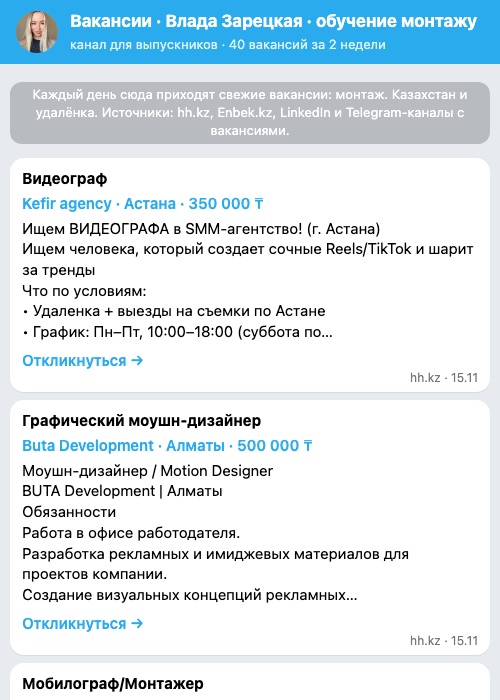 Вакансии · Влада Зарецкая · обучение монтажу
канал для выпускников · 40 вакансий за 2 недели
Каждый день сюда приходят свежие вакансии: монтаж. Казахстан и
удалёнка. Источники: hh.kz, Enbek.kz, LinkedIn и Telegram-каналы с
вакансиями.
Видеограф
Kefir agency · Астана · 350 000 ₸
Ищем ВИДЕОГРАФА в SMM-агентство! (г. Астана)
Ищем человека, который создает сочные Reels/TikTok и шарит
за тренды
Что по условиям:
• Удаленка + выезды на съемки по Астане
• График: Пн–Пт, 10:00–18:00 (суббота по...
Откликнуться →
hh.kz · 15.11
Графический моушн-дизайнер
Buta Development · Алматы · 500 000 ₸
Моушн-дизайнер / Motion Designer
BUTA Development | Алматы
Обязанности
Работа в офисе работодателя.
Разработка рекламных и имиджевых материалов для
проектов компании.
Создание визуальных концепций рекламных...
Откликнуться →
hh.kz · 15.11
Мобилограф/Монтажер